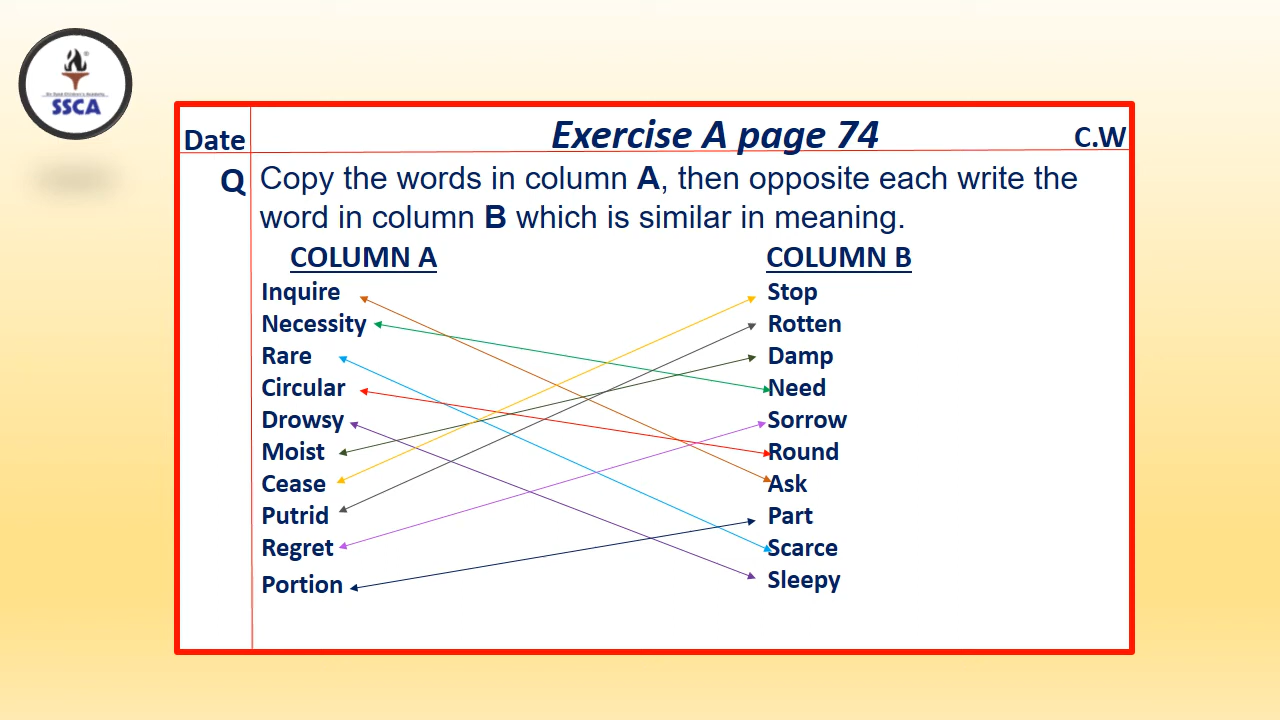 SSCA
Date Exercise A page 74 C.W
Q Copy the words in column A, then opposite each write the
word in column B which is similar in meaning.
COLUMN A COLUMN B
Inquire Stop
Necessity Rotten
Rare Damp
Circular Need
Drowsy Sorrow
Moist Round
Cease Ask
Putrid Part
Regret Scarce
Portion Sleepy